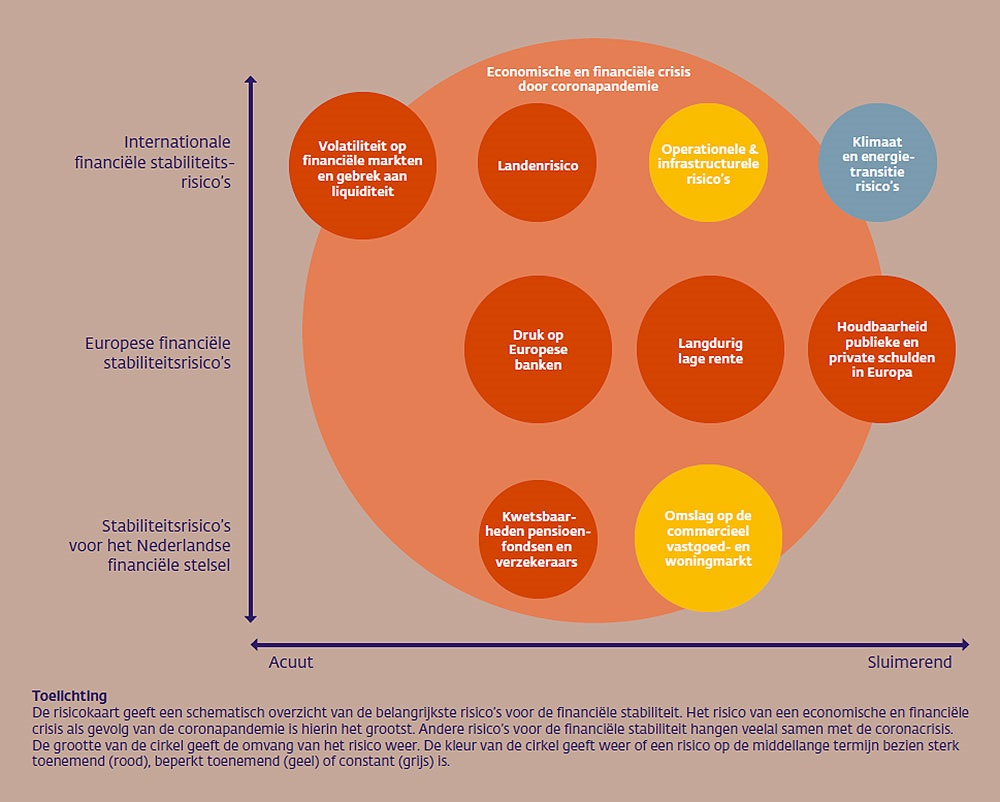 Economische en financiële crisis
door coronapandemie
Internationale
financiële stabiliteits-
risico's
Volatiliteit op
financiële markten
en gebrek aan
liquiditeit
Landenrisico
Operationele &
infrastructurele
risico's
Klimaat
en energie-
transitie
risico's
Europese financiële
stabiliteitsrisico's
Druk op
Europese
banken
Langdurig
lage rente
Houdbaarheid
publieke en
private schulden
in Europa
Stabiliteitsrisico's
voor het Nederlandse
financiële stelsel
Kwetsbaar-
heden pensioen-
fondsen en
verzekeraars
Omslag op de
commercieel
vastgoed- en
woningmarkt
Acuut
Sluimerend
Toelichting
De risicokaart geeft een schematisch overzicht van de belangrijkste risico's voor de financiële stabiliteit. Het risico van een economische en financiële
crisis als gevolg van de coronapandemie is hierin het grootst. Andere risico's voor de financiële stabiliteit hangen veelal samen met de coronacrisis.
De grootte van de cirkel geeft de omvang van het risico weer. De kleur van de cirkel geeft weer of een risico op de middellange termijn bezien sterk
toenemend (rood), beperkt toenemend (geel) of constant (grijs) is.